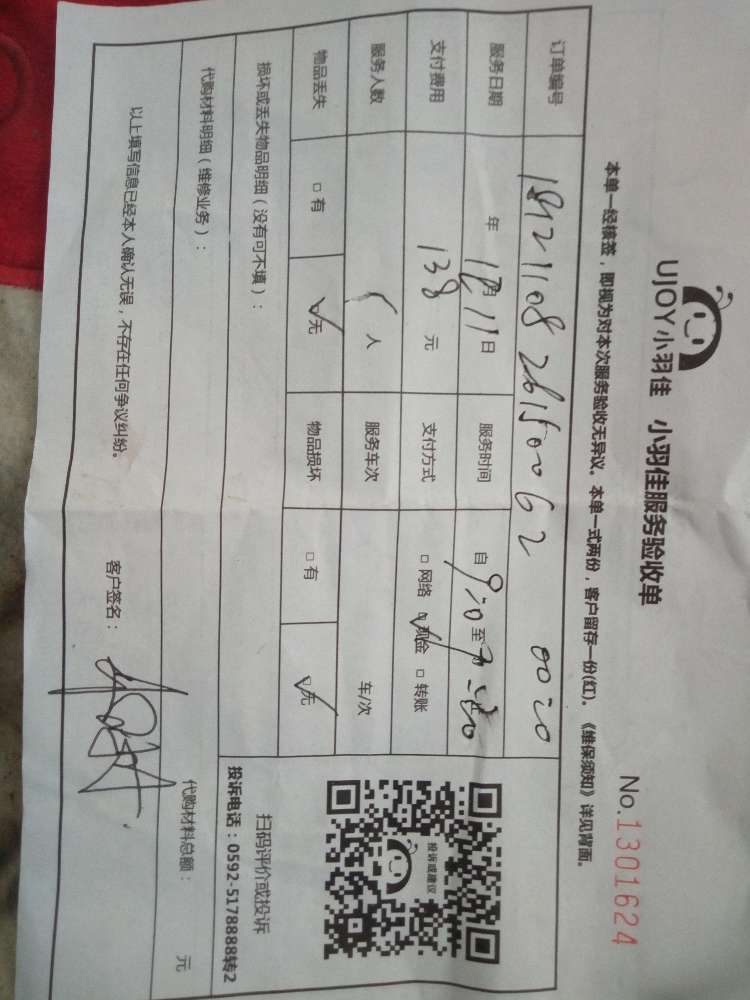 UJOY小羽佳 小羽佳服务验收单
No.1301624
本单一经核签，即视为对本次服务验收无异议。本单一式两份，客户留存一份(红)。《维保须知》详见背面。
订单编号
服务日期 年 12月11日 服务时间 自 至
支付费用 138 元 支付方式 □ 网络 ☑ 现金 □ 转账
服务人数 人 服务车次 车/次
物品丢失 □ 有 ☑ 无 物品损坏 □ 有 ☑ 无
损坏或丢失物品明细（没有可不填）：
投诉或建议
扫码评价或投诉
投诉电话：0592-5178888转2
代购材料明细（维修业务）：
代购材料总额： 元
以上填写信息已经本人确认无误，不存在任何争议纠纷。
客户签名：